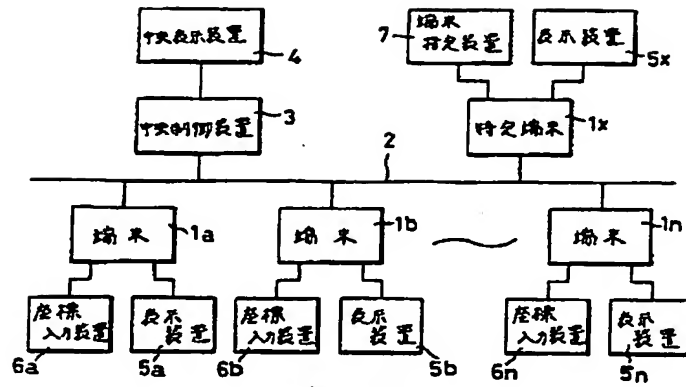 中央表示装置
4
端末
特定装置
7
表示装置
5x
中央制御装置
3
特定端末
1x
2
端末
1a
端末
1b
端末
1n
座標
入力装置
6a
表示
装置
5a
座標
入力装置
6b
表示
装置
5b
座標
入力装置
6n
表示
装置
5n